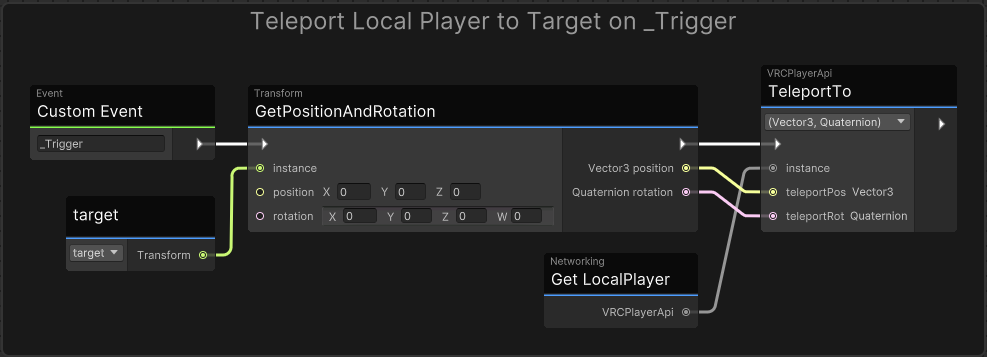 Teleport Local Player to Target on _Trigger
Event
Custom Event
_Trigger
Transform
GetPositionAndRotation
instance
position X 0 Y 0 Z 0
rotation X 0 Y 0 Z 0 W 0
Vector3 position
Quaternion rotation
VRCPlayerApi
TeleportTo
(Vector3, Quaternion)
instance
teleportPos Vector3
teleportRot Quaternion
target
target Transform
Networking
Get LocalPlayer
VRCPlayerApi